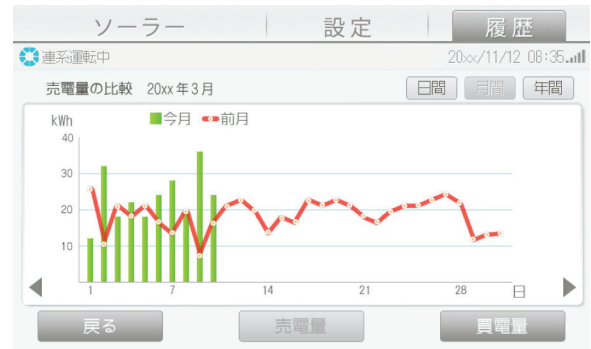 ソーラー 設定 履歴
連系運転中 20xx/11/12 08:35
売電量の比較 20xx年3月 日間 月間 年間
kWh 今月 前月
40
30
20
10
1 7 14 21 28 日
戻る 売電量 買電量